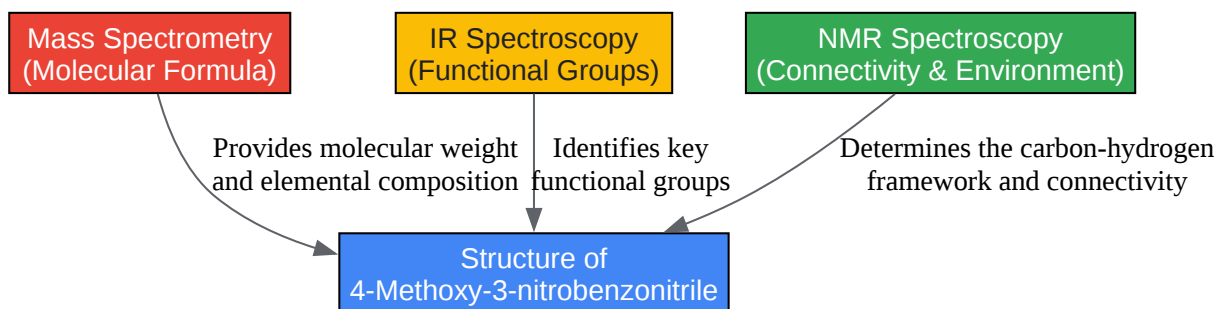 Mass Spectrometry
(Molecular Formula)
IR Spectroscopy
(Functional Groups)
NMR Spectroscopy
(Connectivity & Environment)
Provides molecular weight
and elemental composition
Identifies key
functional groups
Determines the carbon-hydrogen
framework and connectivity
Structure of
4-Methoxy-3-nitrobenzonitrile